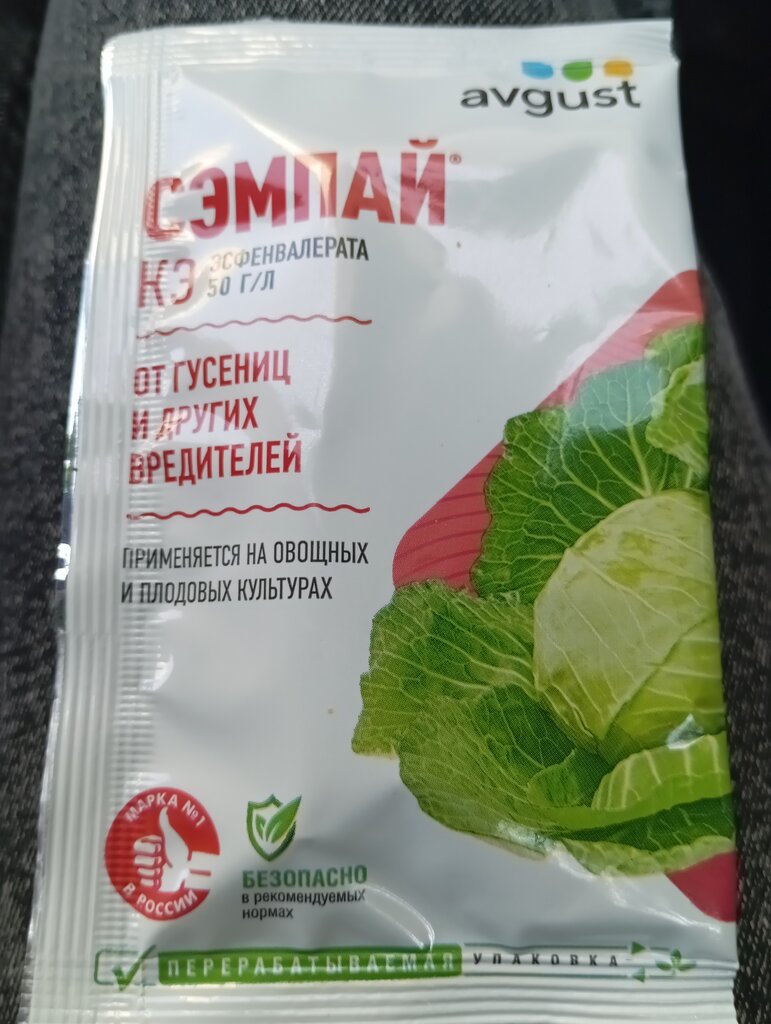 avgust
СЭМПАЙ®
КЭ ЭСФЕНВАЛЕРАТА
50 Г/Л
ОТ ГУСЕНИЦ
И ДРУГИХ
ВРЕДИТЕЛЕЙ
ПРИМЕНЯЕТСЯ НА ОВОЩНЫХ
И ПЛОДОВЫХ КУЛЬТУРАХ
МАРКА №1
В РОССИИ
БЕЗОПАСНО
в рекомендуемых
нормах
ПЕРЕРАБАТЫВАЕМАЯ УПАКОВКА